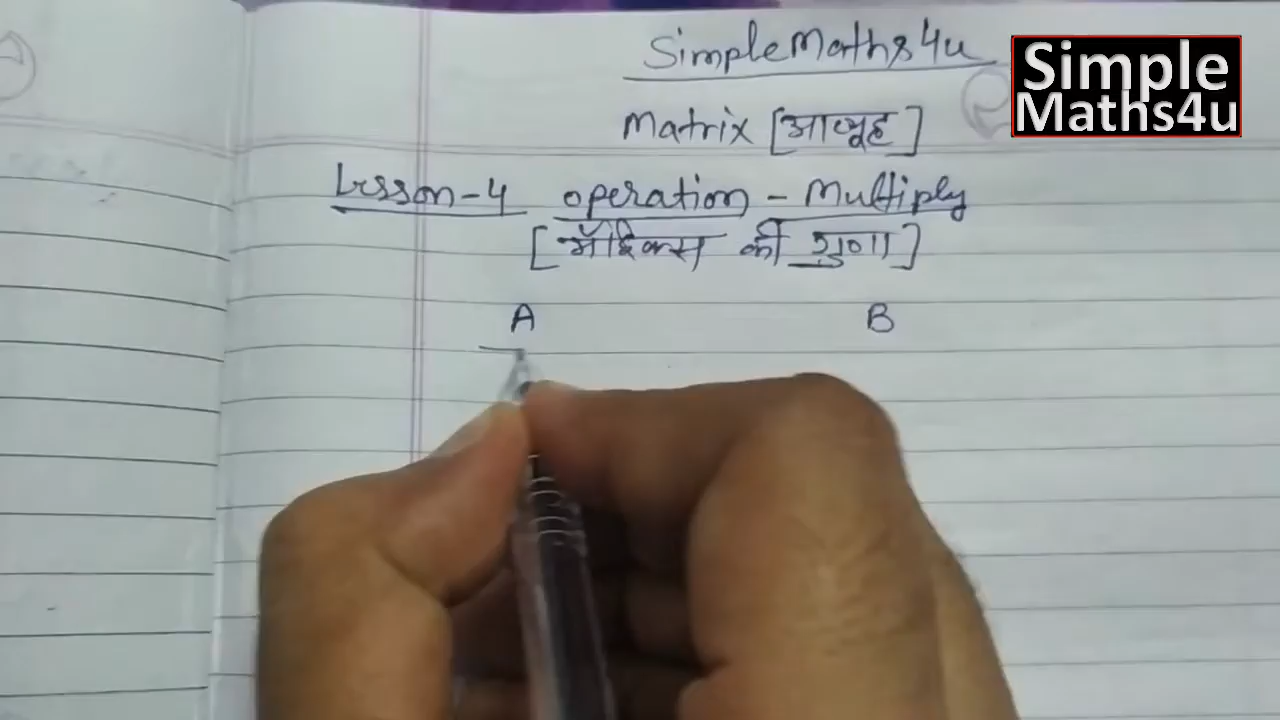 SimpleMaths4u
Simple
Maths4u
Matrix [आव्यूह]
Lesson-4 operation - Multiply
[मॅट्रिक्स की गुणा]
A B